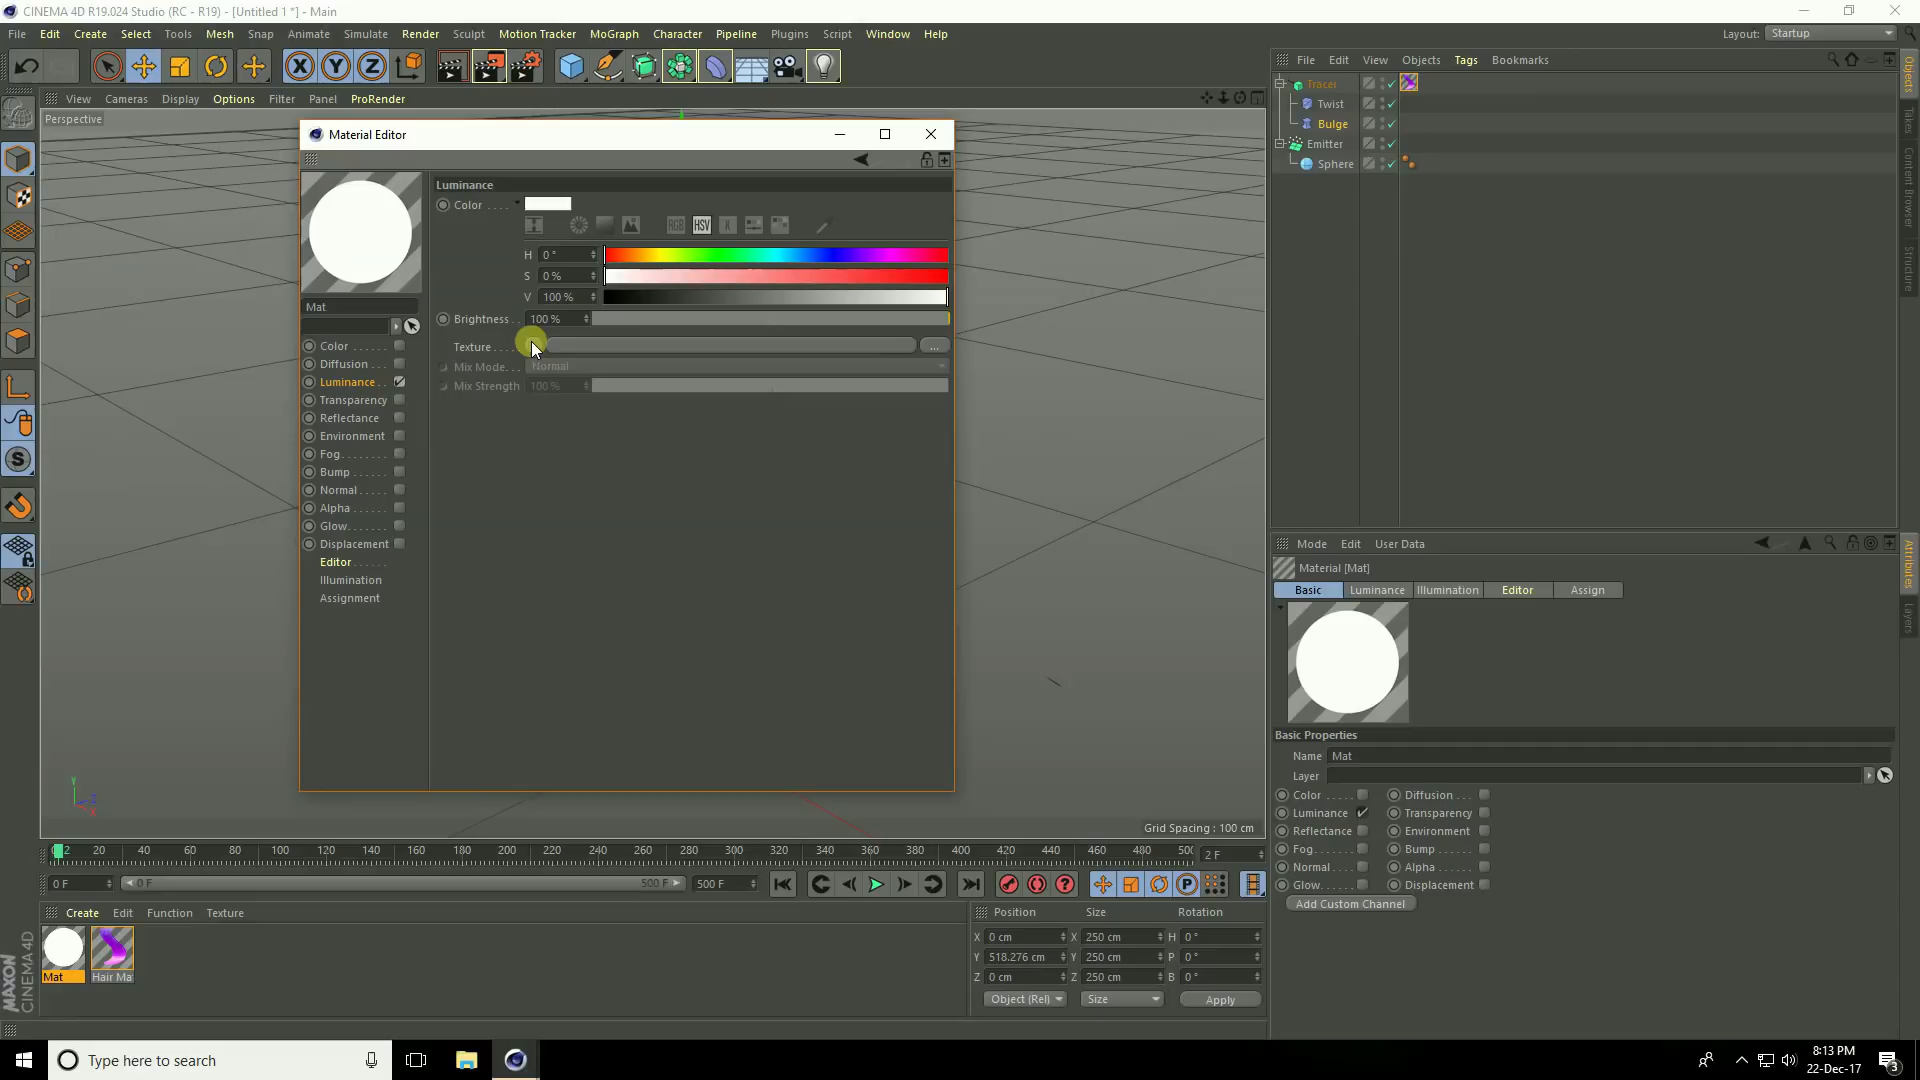 CINEMA 4D R19.024 Studio (RC - R19) - [Untitled 1 *] - Main
File Edit Create Select Tools Mesh Snap Animate Simulate Render Sculpt Motion Tracker MoGraph Character Pipeline Plugins Script Window Help
Layout: Startup
X Y Z
View Cameras Display Options Filter Panel ProRender
Perspective
Material Editor
Mat
Color
Diffusion
Luminance
Transparency
Reflectance
Environment
Fog
Bump
Normal
Alpha
Glow
Displacement
Editor
Illumination
Assignment
Luminance
Color
RGB HSV K
H 0 °
S 0 %
V 100 %
Brightness 100 %
Texture ...
Mix Mode Normal
Mix Strength 100 %
Grid Spacing : 100 cm
File Edit View Objects Tags Bookmarks
Tracer
Twist
Bulge
Emitter
Sphere
Objects
Takes
Content Browser
Structure
Mode Edit User Data
Material [Mat]
Basic Luminance Illumination Editor Assign
Basic Properties
Name Mat
Layer
Color Diffusion
Luminance Transparency
Reflectance Environment
Fog Bump
Normal Alpha
Glow Displacement
Add Custom Channel
Attributes
Layers
20 40 60 80 100 120 140 160 180 200 220 240 260 280 300 320 340 360 380 400 420 440 460 480 500 2 F
0 F 0 F 500 F 500 F
Create Edit Function Texture
Mat Hair Ma
Position Size Rotation
X 0 cm X 250 cm H 0 °
Y 518.276 cm Y 250 cm P 0 °
Z 0 cm Z 250 cm B 0 °
Object (Rel) Size Apply
MAXON
CINEMA 4D
Type here to search
8:13 PM
22-Dec-17
3